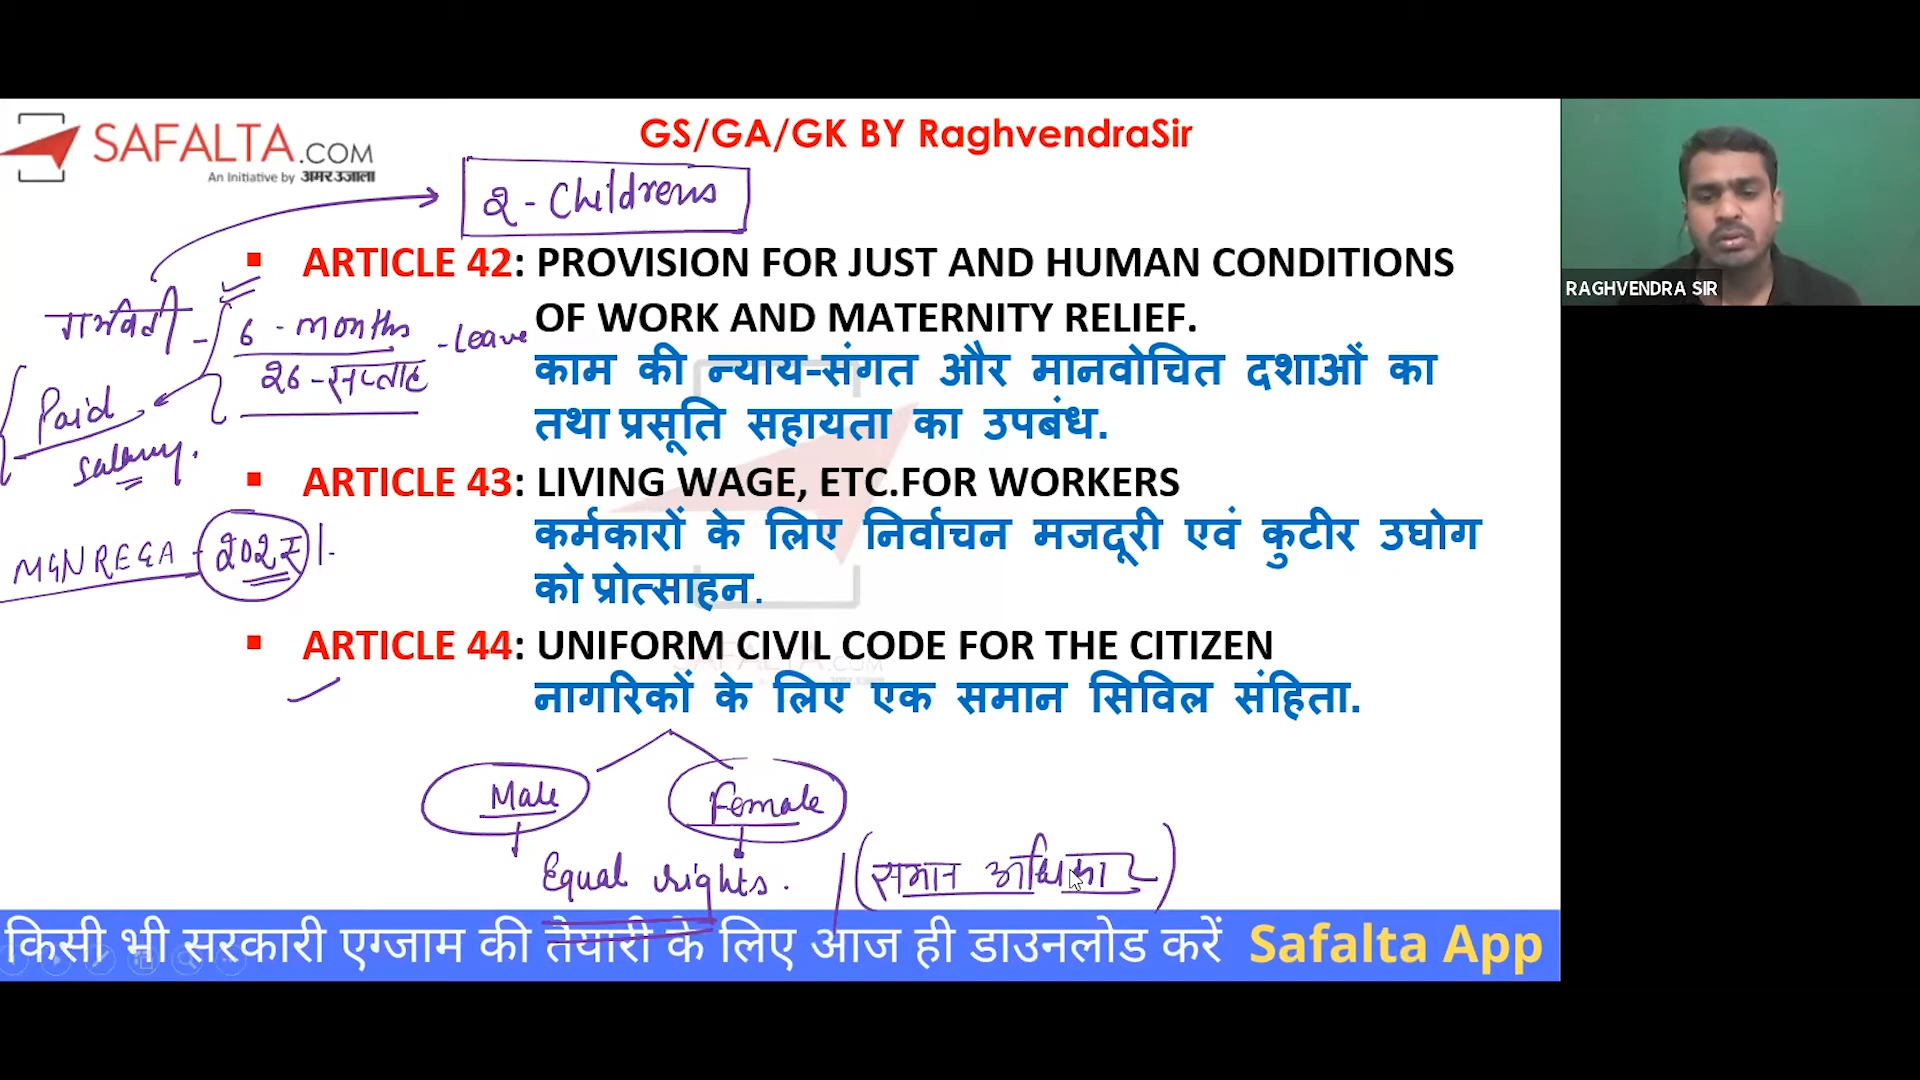 SAFALTA.COM
An Initiative by अमर उजाला
GS/GA/GK BY RaghvendraSir
2 - Childrens
ARTICLE 42: PROVISION FOR JUST AND HUMAN CONDITIONS
OF WORK AND MATERNITY RELIEF.
काम की न्याय-संगत और मानवोचित दशाओं का
तथा प्रसूति सहायता का उपबंध.
गर्भवती - 6 - months - leave
26 - सप्ताह
Paid
salary.
ARTICLE 43: LIVING WAGE, ETC.FOR WORKERS
कर्मकारों के लिए निर्वाचन मजदूरी एवं कुटीर उघोग
को प्रोत्साहन.
MGNREGA - 202₹/-
ARTICLE 44: UNIFORM CIVIL CODE FOR THE CITIZEN
नागरिकों के लिए एक समान सिविल संहिता.
Male Female
Equal rights. (समान अधिकार)
किसी भी सरकारी एग्जाम की तैयारी के लिए आज ही डाउनलोड करें Safalta App
RAGHVENDRA SIR